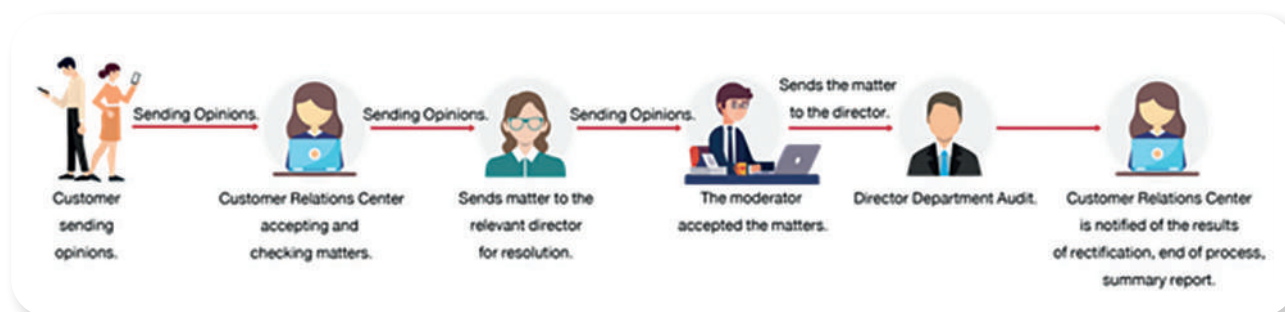 Sending Opinions.
Sending Opinions.
Sending Opinions.
Sends the matter
to the director.
Customer
sending
opinions.
Customer Relations Center
accepting and
checking matters.
Sends matter to the
relevant director
for resolution.
The moderator
accepted the matters.
Director Department Audit.
Customer Relations Center
is notified of the results
of rectification, end of process,
summary report.